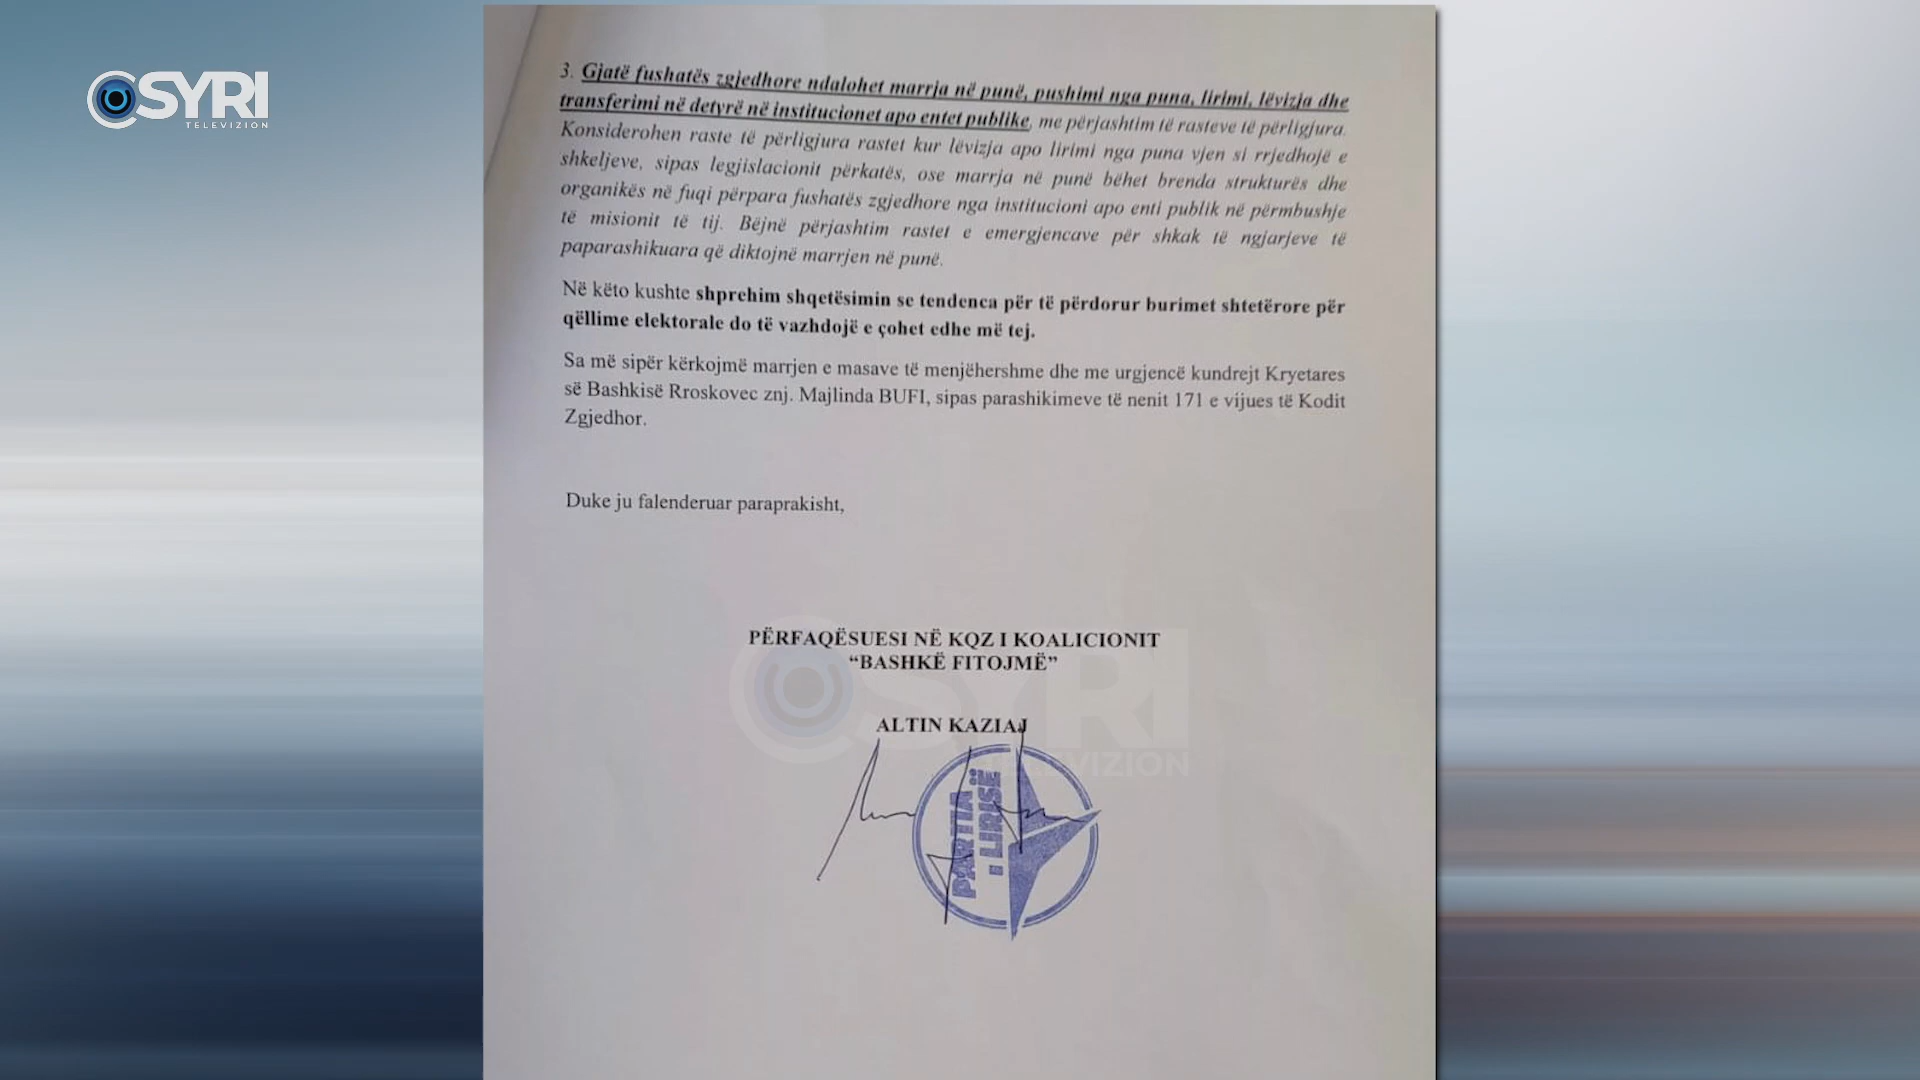 SYRI
TELEVIZION
3. Gjatë fushatës zgjedhore ndalohet marrja në punë, pushimi nga puna, lirimi, lëvizja dhe
transferimi në detyrë në institucionet apo entet publike, me përjashtim të rasteve të përligjura.
Konsiderohen raste të përligjura rastet kur lëvizja apo lirimi nga puna vjen si rrjedhojë e
shkeljeve, sipas legjislacionit përkatës, ose marrja në punë bëhet brenda strukturës dhe
organikës në fuqi përpara fushatës zgjedhore nga institucioni apo enti publik në përmbushje
të misionit të tij. Bëjnë përjashtim rastet e emergjencave për shkak të ngjarjeve të
paparashikuara që diktojnë marrjen në punë.
Në këto kushte shprehim shqetësimin se tendenca për të përdorur burimet shtetërore për
qëllime elektorale do të vazhdojë e çohet edhe më tej.
Sa më sipër kërkojmë marrjen e masave të menjëhershme dhe me urgjencë kundrejt Kryetares
së Bashkisë Rroskovec znj. Majlinda BUFI, sipas parashikimeve të nenit 171 e vijues të Kodit
Zgjedhor.
Duke ju falenderuar paraprakisht,
PËRFAQËSUESI NË KQZ I KOALICIONIT
“BASHKË FITOJMË”
SYRI
TELEVIZION
ALTIN KAZIAJ
PARTIA
E LIRISË